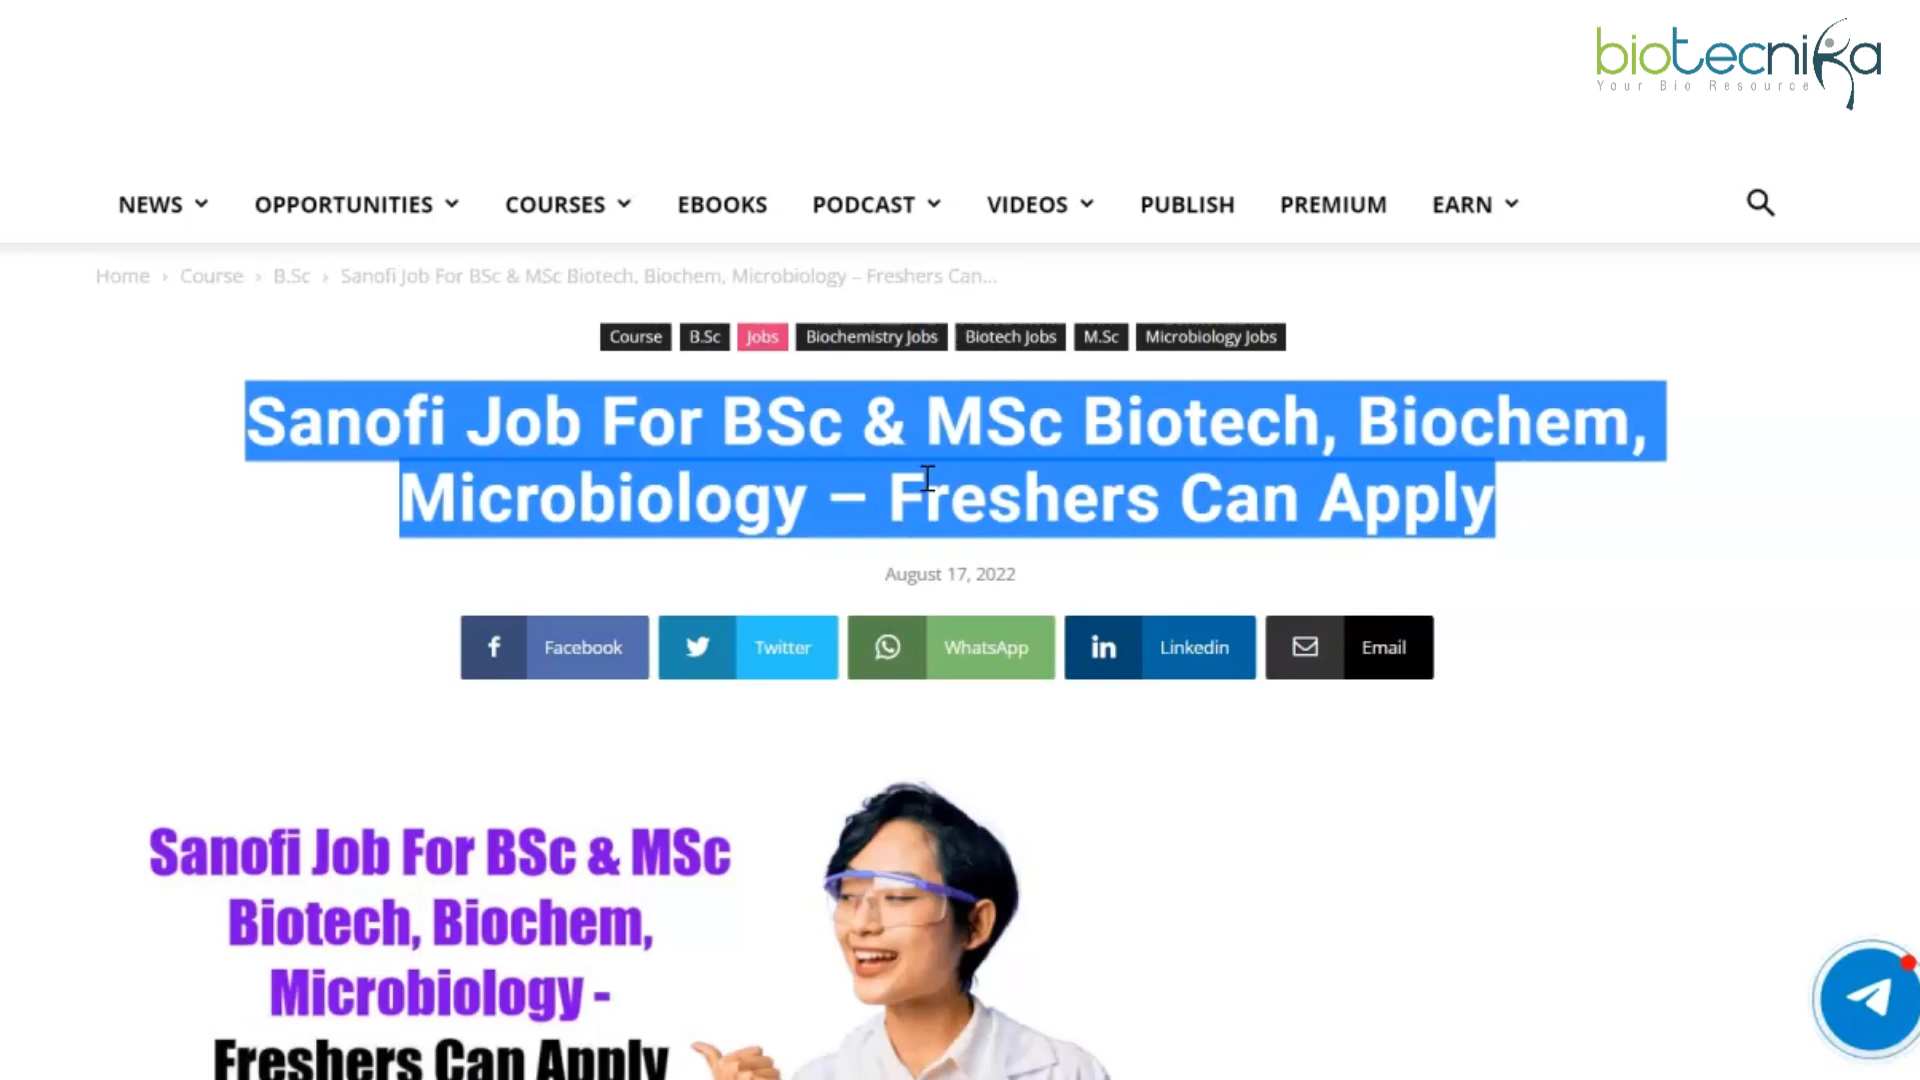 biotecnika
Your Bio Resource
NEWS OPPORTUNITIES COURSES EBOOKS PODCAST VIDEOS PUBLISH PREMIUM EARN
Home › Course › B.Sc › Sanofi Job For BSc & MSc Biotech, Biochem, Microbiology – Freshers Can...
Course B.Sc Jobs Biochemistry Jobs Biotech Jobs M.Sc Microbiology Jobs
Sanofi Job For BSc & MSc Biotech, Biochem,
Microbiology – Freshers Can Apply
August 17, 2022
Facebook Twitter WhatsApp Linkedin Email
Sanofi Job For BSc & MSc
Biotech, Biochem,
Microbiology -
Freshers Can Apply